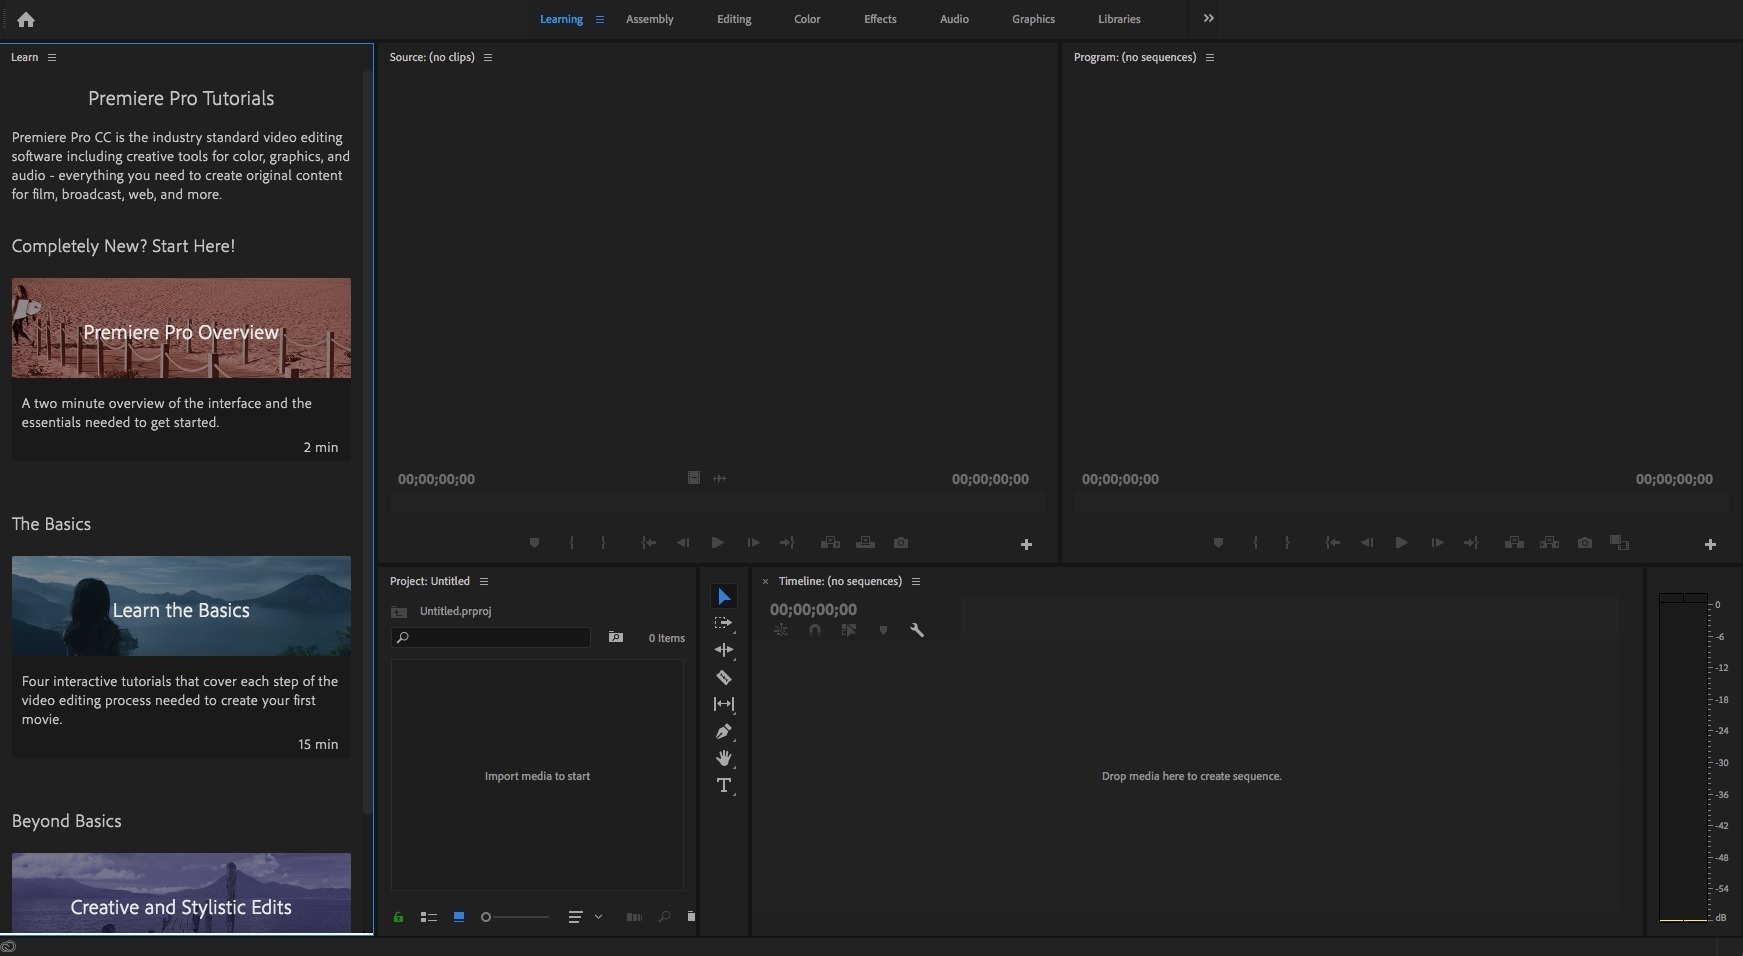 Learning
Assembly
Editing
Color
Effects
Audio
Graphics
Libraries
Learn
Premiere Pro Tutorials
Premiere Pro CC is the industry standard video editing
software including creative tools for color, graphics, and
audio - everything you need to create original content
for film, broadcast, web, and more.
Completely New? Start Here!
Premiere Pro Overview
A two minute overview of the interface and the
essentials needed to get started.
2 min
The Basics
Learn the Basics
Four interactive tutorials that cover each step of the
video editing process needed to create your first
movie.
15 min
Beyond Basics
Creative and Stylistic Edits
Source: (no clips)
00;00;00;00
00;00;00;00
Program: (no sequences)
00;00;00;00
00;00;00;00
Project: Untitled
Untitled.prproj
0 Items
Import media to start
Timeline: (no sequences)
00;00;00;00
Drop media here to create sequence.
0
-6
-12
-18
-24
-30
-36
-42
-48
-54
dB